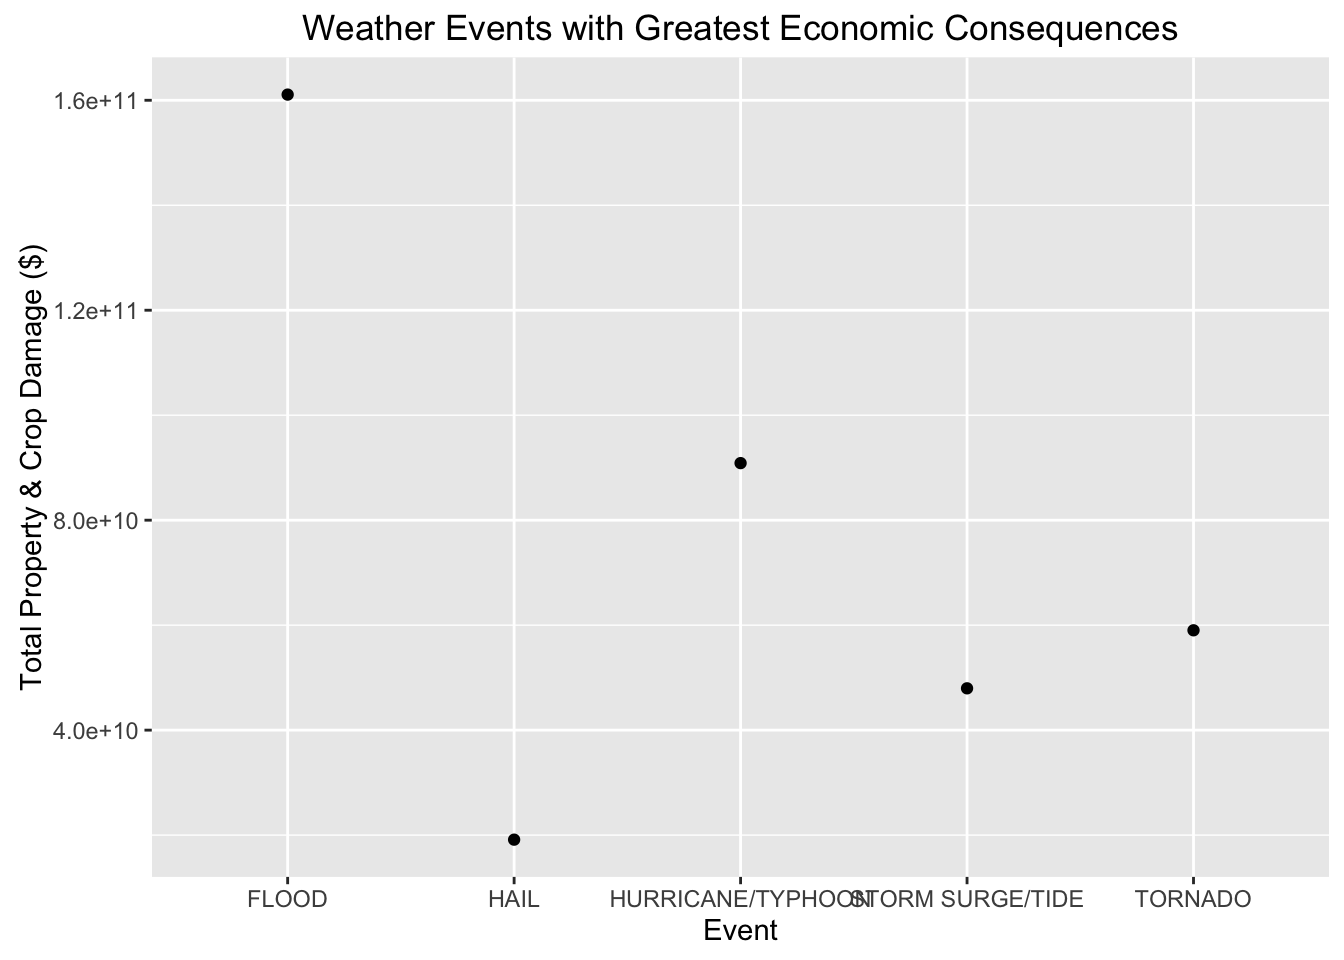 Weather Events with Greatest Economic Consequences
Total Property & Crop Damage ($)
1.6e+11
1.2e+11
8.0e+10
4.0e+10
FLOOD HAIL HURRICANE/TYPHOON STORM SURGE/TIDE TORNADO
Event